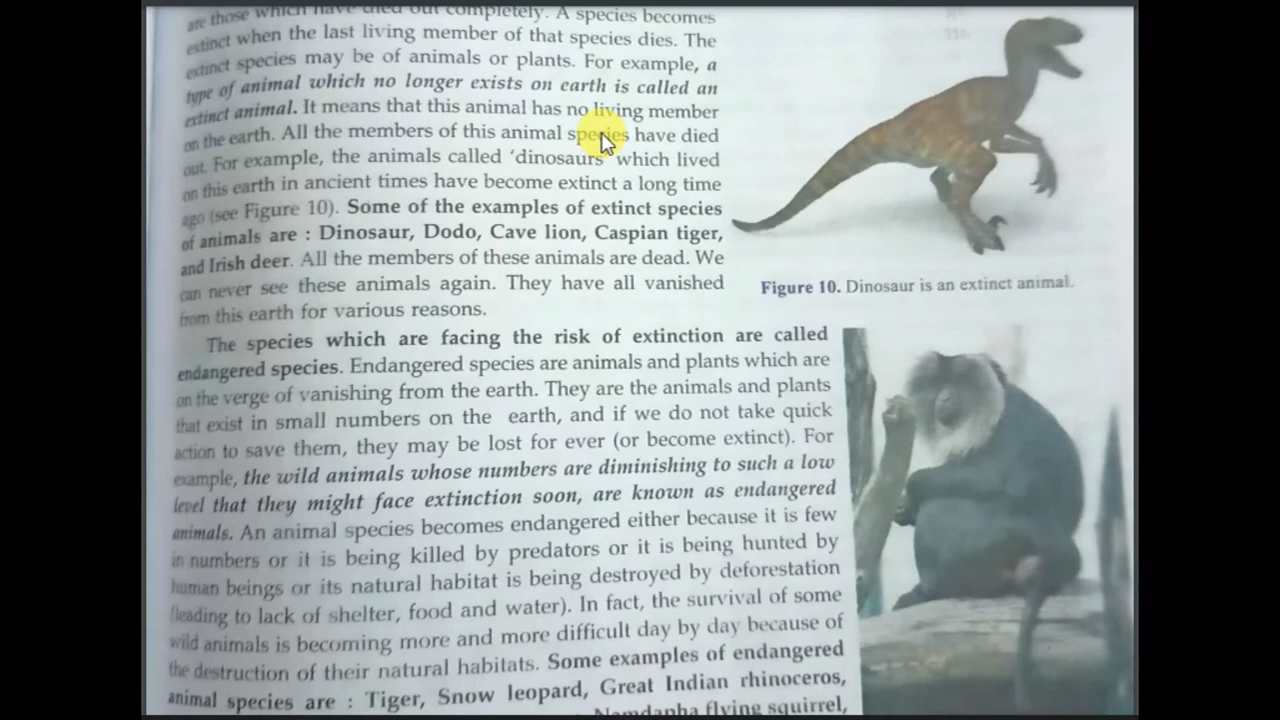 are those which have died out completely. A species becomes
extinct when the last living member of that species dies. The
extinct species may be of animals or plants. For example, a
type of animal which no longer exists on earth is called an
extinct animal. It means that this animal has no living member
on the earth. All the members of this animal species have died
out. For example, the animals called 'dinosaurs' which lived
on this earth in ancient times have become extinct a long time
ago (see Figure 10). Some of the examples of extinct species
of animals are : Dinosaur, Dodo, Cave lion, Caspian tiger,
and Irish deer. All the members of these animals are dead. We
can never see these animals again. They have all vanished
from this earth for various reasons.
Figure 10. Dinosaur is an extinct animal.
The species which are facing the risk of extinction are called
endangered species. Endangered species are animals and plants which are
on the verge of vanishing from the earth. They are the animals and plants
that exist in small numbers on the earth, and if we do not take quick
action to save them, they may be lost for ever (or become extinct). For
example, the wild animals whose numbers are diminishing to such a low
level that they might face extinction soon, are known as endangered
animals. An animal species becomes endangered either because it is few
in numbers or it is being killed by predators or it is being hunted by
human beings or its natural habitat is being destroyed by deforestation
(leading to lack of shelter, food and water). In fact, the survival of some
wild animals is becoming more and more difficult day by day because of
the destruction of their natural habitats. Some examples of endangered
animal species are : Tiger, Snow leopard, Great Indian rhinoceros,
Namdapha flying squirrel,